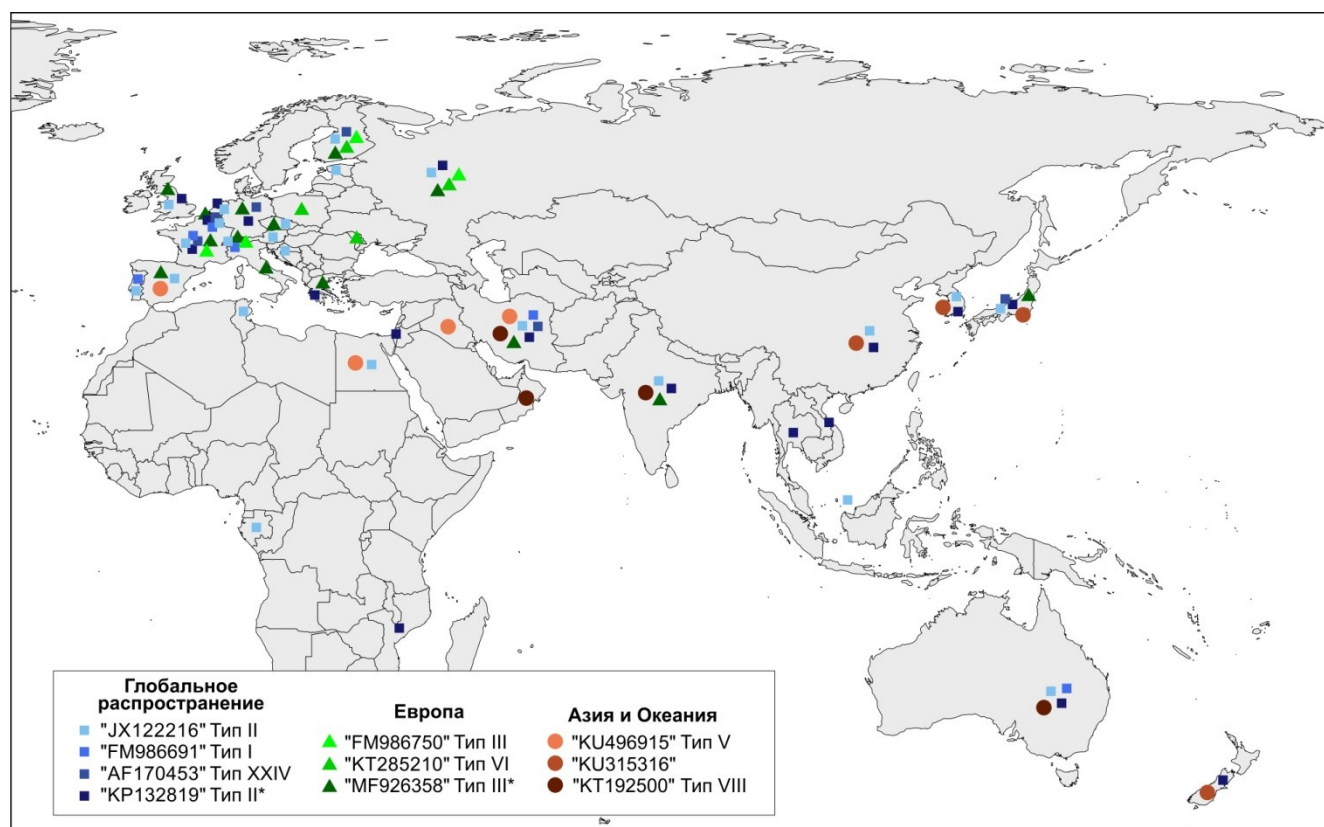 Глобальное
распространение
"JX122216" Тип II
"FM986691" Тип I
"AF170453" Тип XXIV
"KP132819" Тип II*
Европа
"FM986750" Тип III
"KT285210" Тип VI
"MF926358" Тип III*
Азия и Океания
"KU496915" Тип V
"KU315316"
"KT192500" Тип VIII